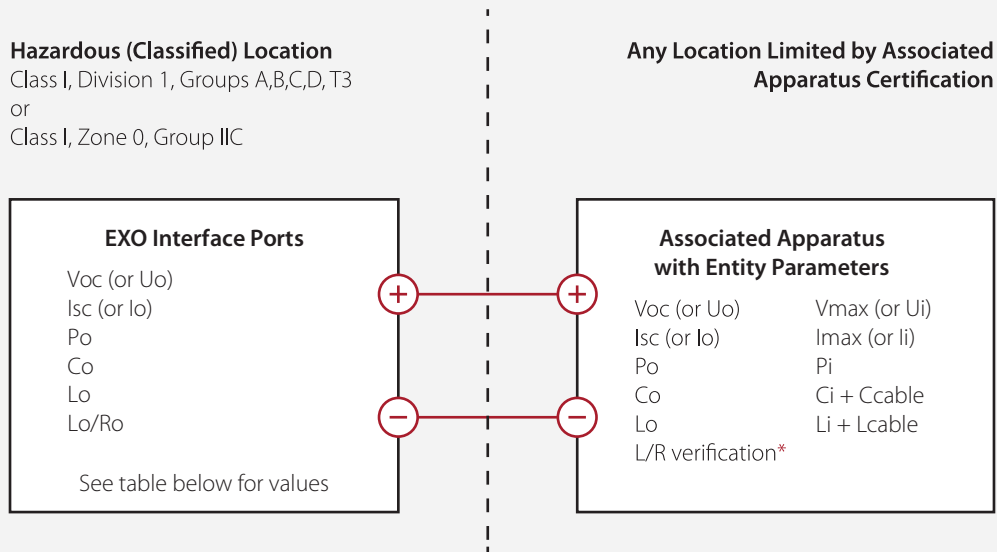 Hazardous (Classified) Location
Class I, Division 1, Groups A,B,C,D, T3
or
Class I, Zone 0, Group IIC
Any Location Limited by Associated
Apparatus Certification
EXO Interface Ports
Voc (or Uo)
Isc (or Io)
Po
Co
Lo
Lo/Ro
See table below for values
+
−
+
−
Associated Apparatus
with Entity Parameters
Voc (or Uo)
Isc (or Io)
Po
Co
Lo
L/R verification*
Vmax (or Ui)
Imax (or Ii)
Pi
Ci + Ccable
Li + Lcable